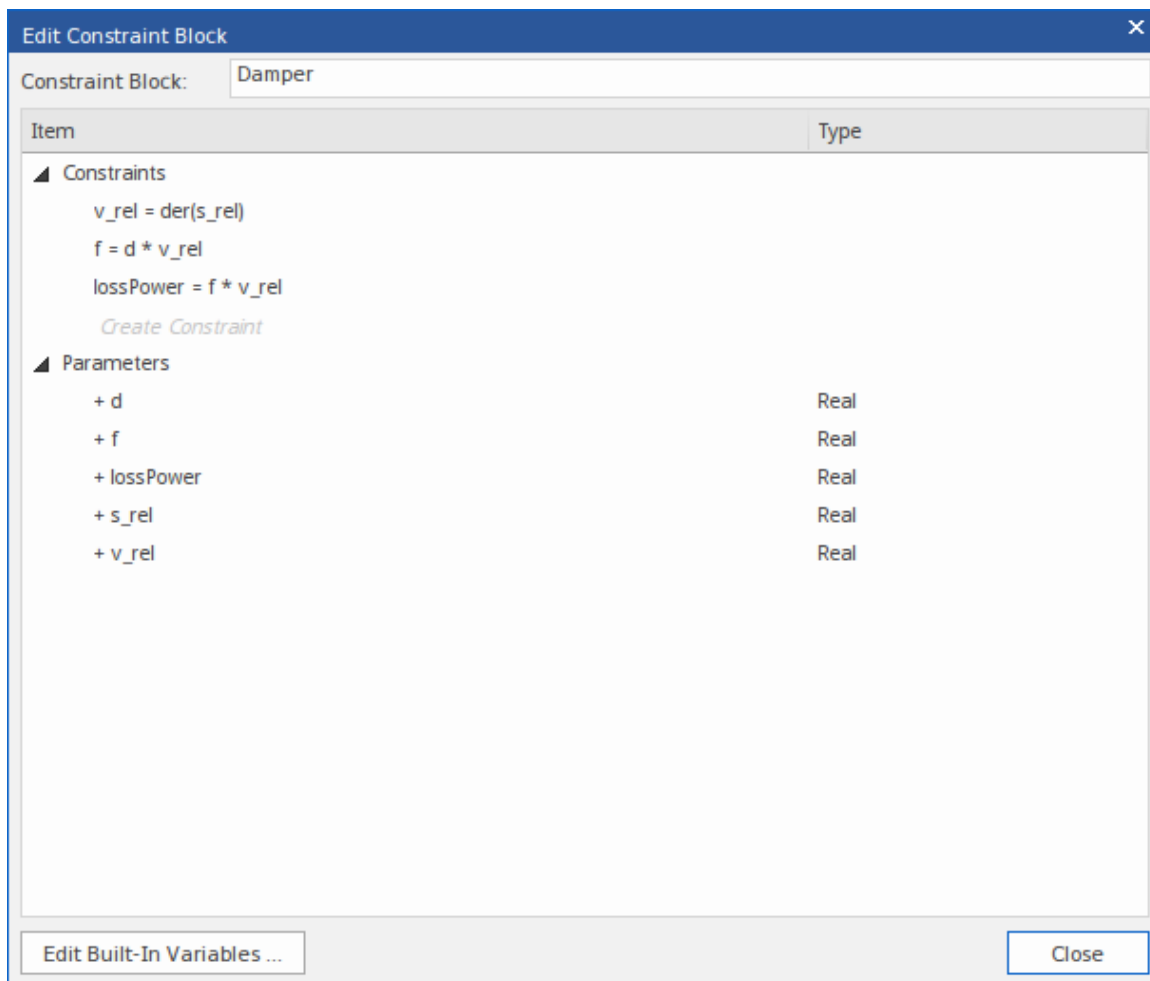 Edit Constraint Block ×
Constraint Block: Damper
Item Type
Constraints
v_rel = der(s_rel)
f = d * v_rel
lossPower = f * v_rel
Create Constraint
Parameters
+ d Real
+ f Real
+ lossPower Real
+ s_rel Real
+ v_rel Real
Edit Built-In Variables ... Close